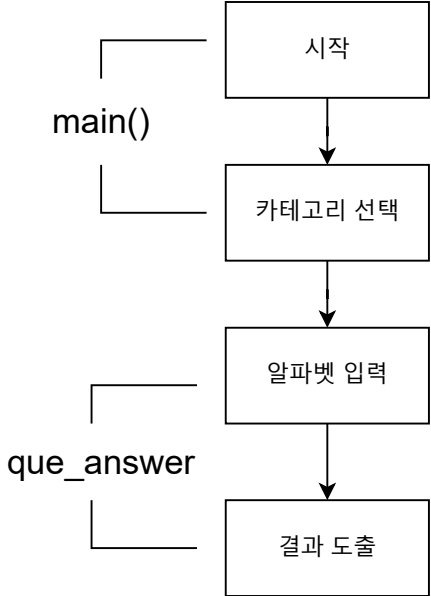 시작
main()
카테고리 선택
알파벳 입력
que_answer
결과 도출